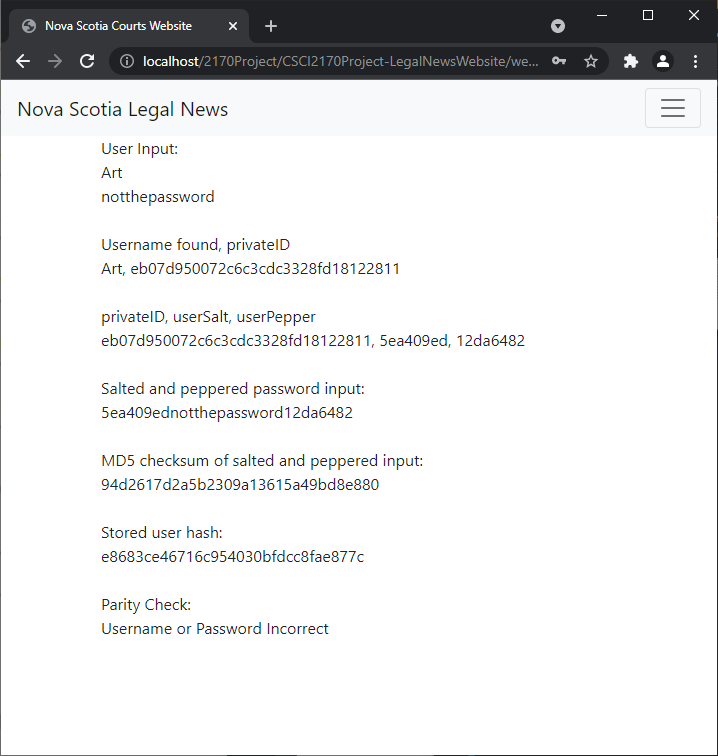 Nova Scotia Courts Website
localhost/2170Project/CSCI2170Project-LegalNewsWebsite/we...
Nova Scotia Legal News
User Input:
Art
notthepassword
Username found, privateID
Art, eb07d950072c6c3cdc3328fd18122811
privateID, userSalt, userPepper
eb07d950072c6c3cdc3328fd18122811, 5ea409ed, 12da6482
Salted and peppered password input:
5ea409ednotthepassword12da6482
MD5 checksum of salted and peppered input:
94d2617d2a5b2309a13615a49bd8e880
Stored user hash:
e8683ce46716c954030bfdcc8fae877c
Parity Check:
Username or Password Incorrect